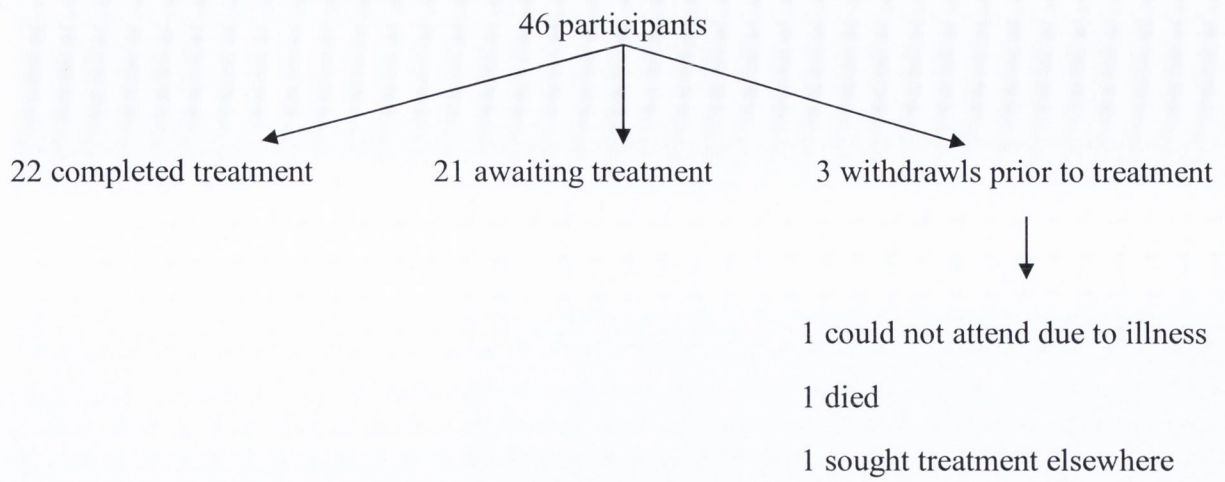 46 participants
22 completed treatment
21 awaiting treatment
3 withdrawls prior to treatment
1 could not attend due to illness
1 died
1 sought treatment elsewhere